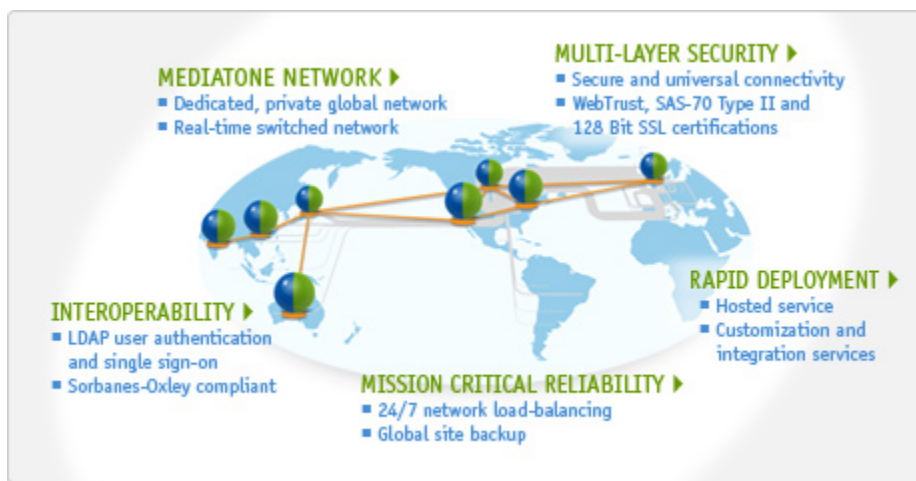 MEDIATONE NETWORK
▪ Dedicated, private global network
▪ Real-time switched network
MULTI-LAYER SECURITY
▪ Secure and universal connectivity
▪ WebTrust, SAS-70 Type II and
128 Bit SSL certifications
INTEROPERABILITY
▪ LDAP user authentication
and single sign-on
▪ Sorbanes-Oxley compliant
RAPID DEPLOYMENT
▪ Hosted service
▪ Customization and
integration services
MISSION CRITICAL RELIABILITY
▪ 24/7 network load-balancing
▪ Global site backup